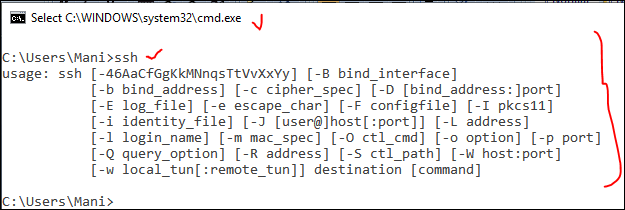 Select C:\WINDOWS\system32\cmd.exe
C:\Users\Mani>ssh
usage: ssh [-46AaCfGgKkMNnqsTtVvXxYy] [-B bind_interface]
[-b bind_address] [-c cipher_spec] [-D [bind_address:]port]
[-E log_file] [-e escape_char] [-F configfile] [-I pkcs11]
[-i identity_file] [-J [user@]host[:port]] [-L address]
[-l login_name] [-m mac_spec] [-O ctl_cmd] [-o option] [-p port]
[-Q query_option] [-R address] [-S ctl_path] [-W host:port]
[-w local_tun[:remote_tun]] destination [command]
C:\Users\Mani>